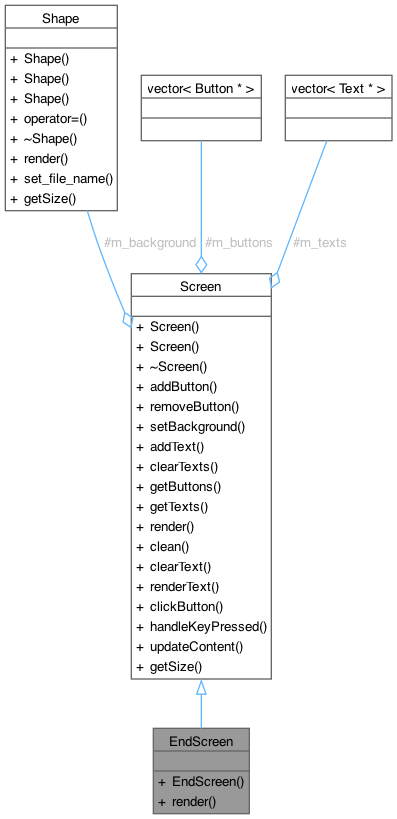 Shape
+ Shape()
+ Shape()
+ Shape()
+ operator=()
+ ~Shape()
+ render()
+ set_file_name()
+ getSize()
vector< Button * >
vector< Text * >
#m_background
#m_buttons
#m_texts
Screen
+ Screen()
+ Screen()
+ ~Screen()
+ addButton()
+ removeButton()
+ setBackground()
+ addText()
+ clearTexts()
+ getButtons()
+ getTexts()
+ render()
+ clean()
+ clearText()
+ renderText()
+ clickButton()
+ handleKeyPressed()
+ updateContent()
+ getSize()
EndScreen
+ EndScreen()
+ render()